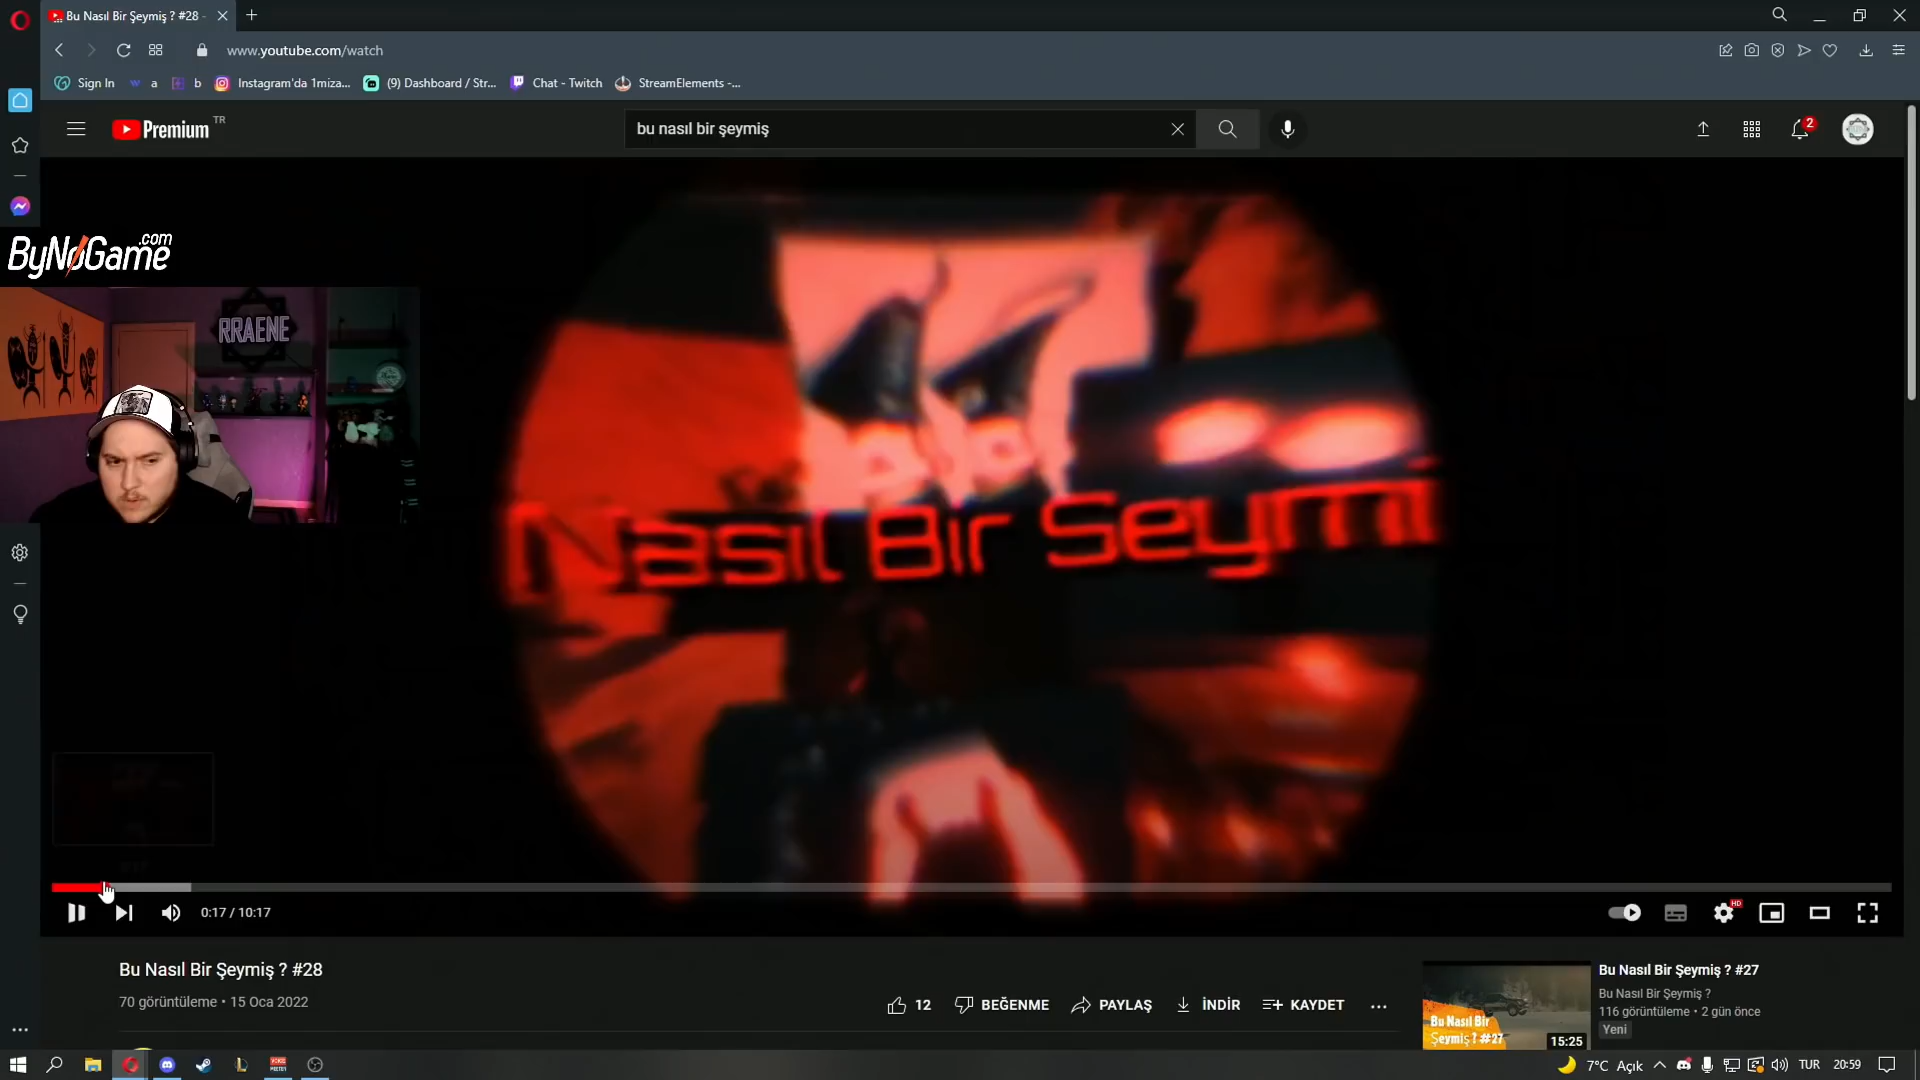 Bu Nasıl Bir Şeymiş ? #28 -
www.youtube.com/watch
Sign In
a
b
Instagram'da 1miza...
(9) Dashboard / Str...
Chat - Twitch
StreamElements -...
Premium
TR
bu nasıl bir şeymiş
2
ByNoGame
.com
RRAENE
Nasıl Bir Şeymi
0:17 / 10:17
HD
Bu Nasıl Bir Şeymiş ? #28
70 görüntüleme • 15 Oca 2022
12
BEĞENME
PAYLAŞ
İNDİR
KAYDET
Bu Nasıl Bir
Şeymiş ? #27
15:25
Bu Nasıl Bir Şeymiş ? #27
Bu Nasıl Bir Şeymiş ?
116 görüntüleme • 2 gün önce
Yeni
7°C Açık
TUR
20:59